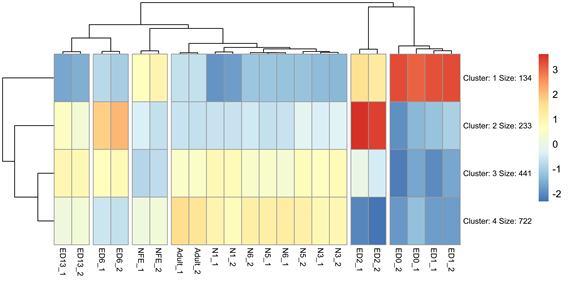 Cluster: 1 Size: 134
Cluster: 2 Size: 233
Cluster: 3 Size: 441
Cluster: 4 Size: 722
3
2
1
0
-1
-2
ED13_1
ED13_2
ED6_1
ED6_2
NFE_1
NFE_2
Adult_1
Adult_2
N1_1
N1_2
N6_2
N5_1
N6_1
N5_2
N3_1
N3_2
ED2_1
ED2_2
ED0_2
ED0_1
ED1_1
ED1_2